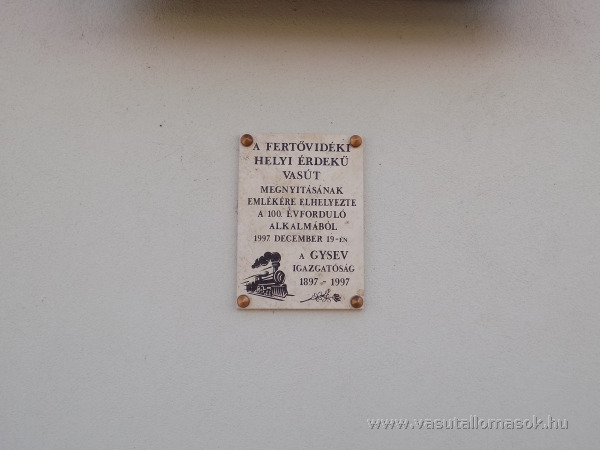 A FERTŐVIDÉKI
HELYI ÉRDEKŰ
VASÚT
MEGNYITÁSÁNAK
EMLÉKÉRE ELHELYEZTE
A 100. ÉVFORDULÓ
ALKALMÁBÓL
1997 DECEMBER 19-ÉN
A GYSEV
IGAZGATÓSÁG
1897 - 1997
www.vasutallomasok.hu